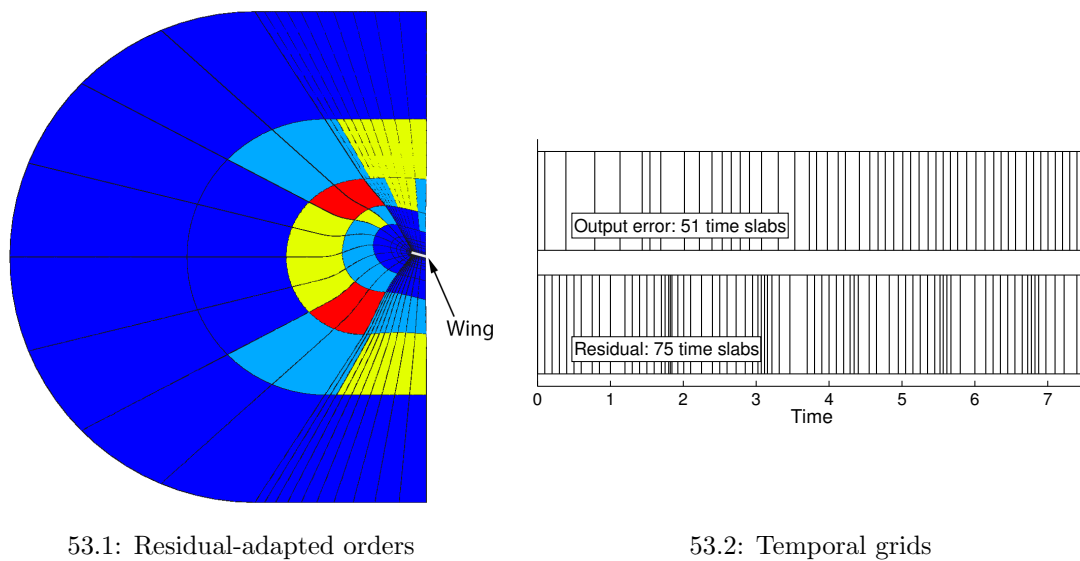 Wing
Output error: 51 time slabs
Residual: 75 time slabs
0 1 2 3 4 5 6 7
Time
53.1: Residual-adapted orders
53.2: Temporal grids